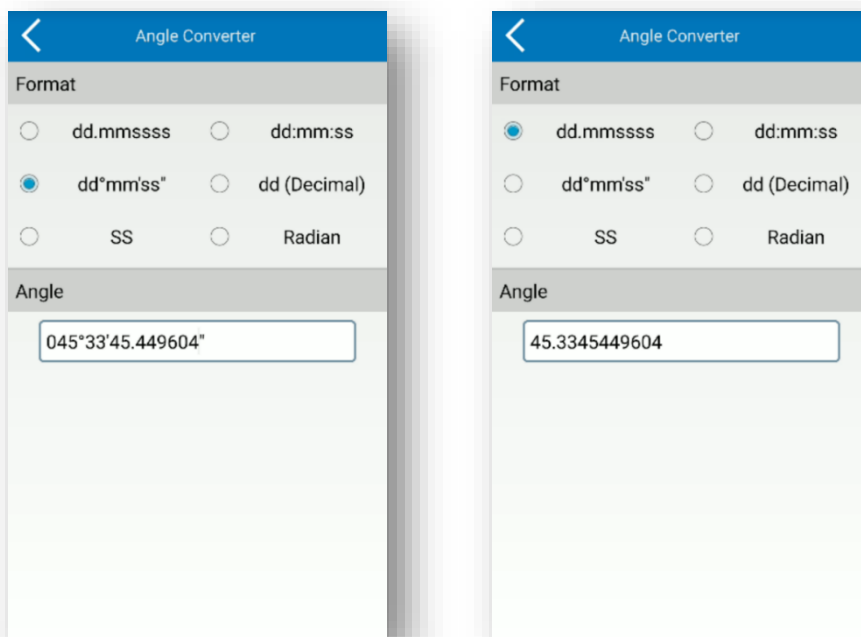 Angle Converter
Format
dd.mmssss dd:mm:ss
dd°mm'ss" dd (Decimal)
SS Radian
Angle
045°33'45.449604"
Angle Converter
Format
dd.mmssss dd:mm:ss
dd°mm'ss" dd (Decimal)
SS Radian
Angle
45.3345449604